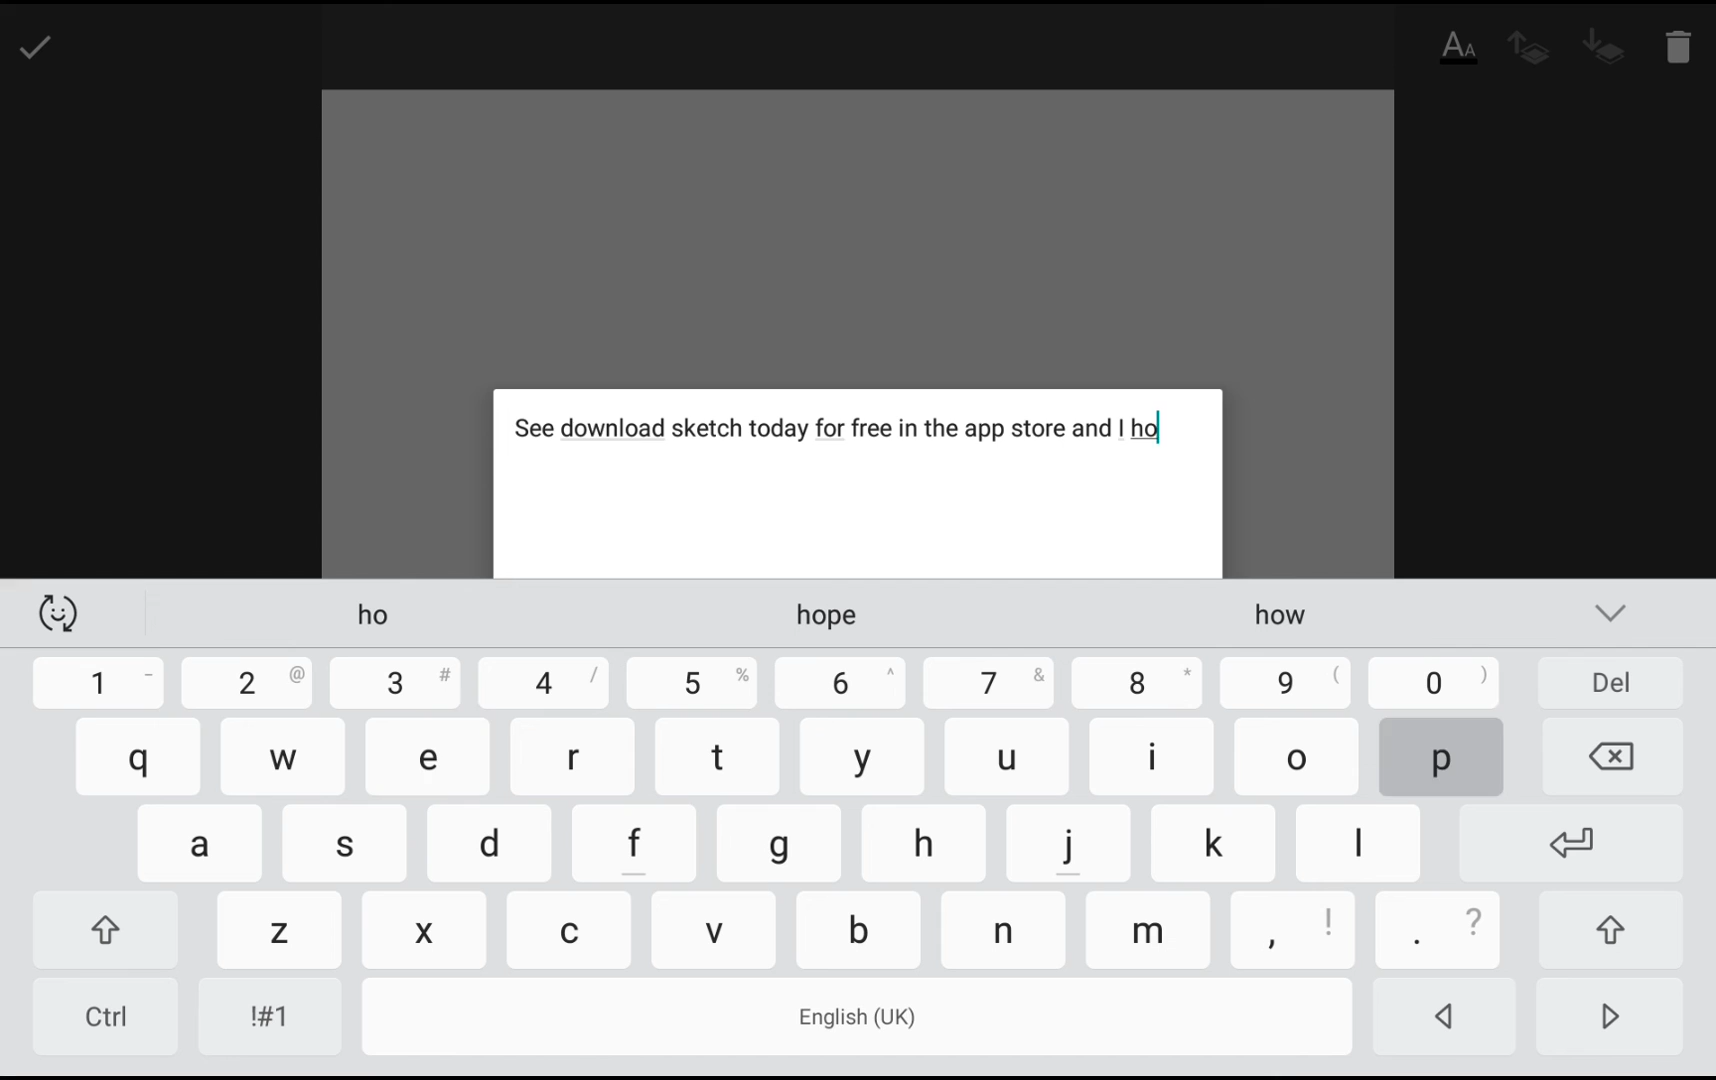 AA
See download sketch today for free in the app store and I ho
ho hope how
1 - 2 @ 3 # 4 / 5 % 6 ^ 7 & 8 * 9 ( 0 ) Del
q w e r t y u i o p
a s d f g h j k l
z x c v b n m , ! . ?
Ctrl !#1 English (UK)